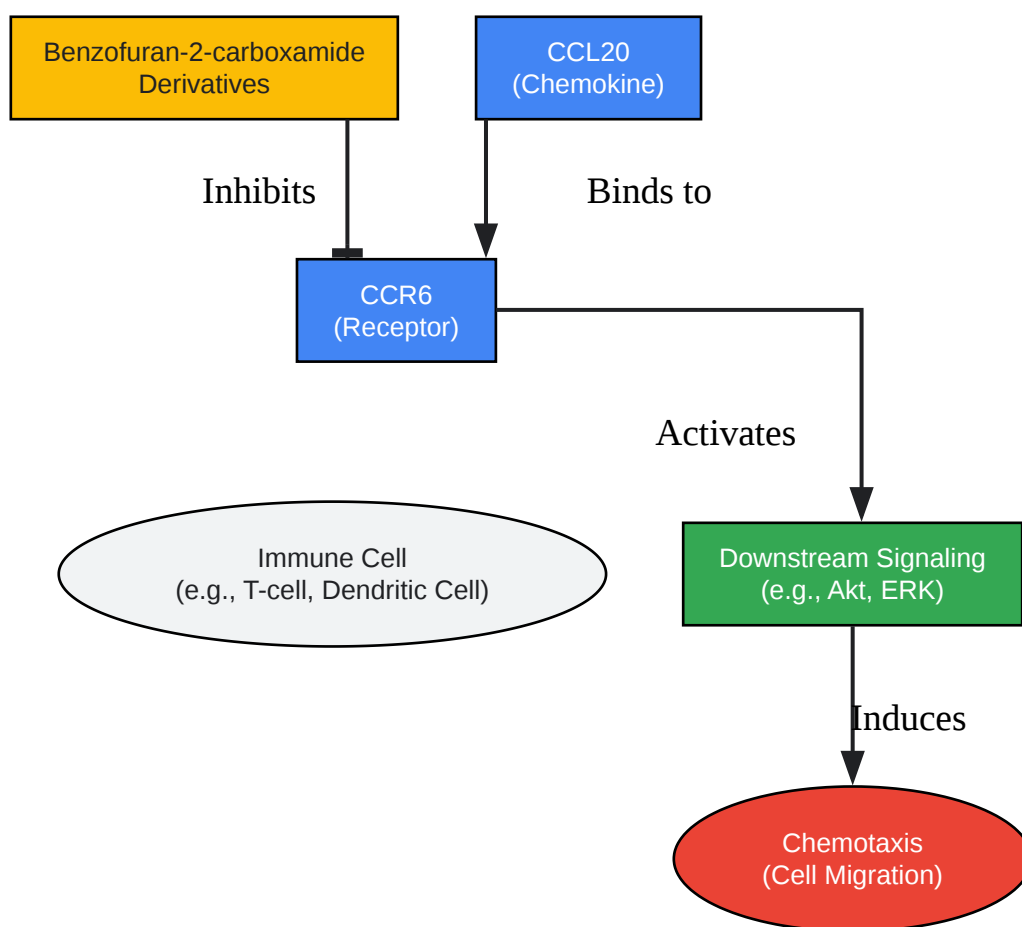 Benzofuran-2-carboxamide
Derivatives
CCL20
(Chemokine)
Inhibits
Binds to
CCR6
(Receptor)
Activates
Immune Cell
(e.g., T-cell, Dendritic Cell)
Downstream Signaling
(e.g., Akt, ERK)
Induces
Chemotaxis
(Cell Migration)